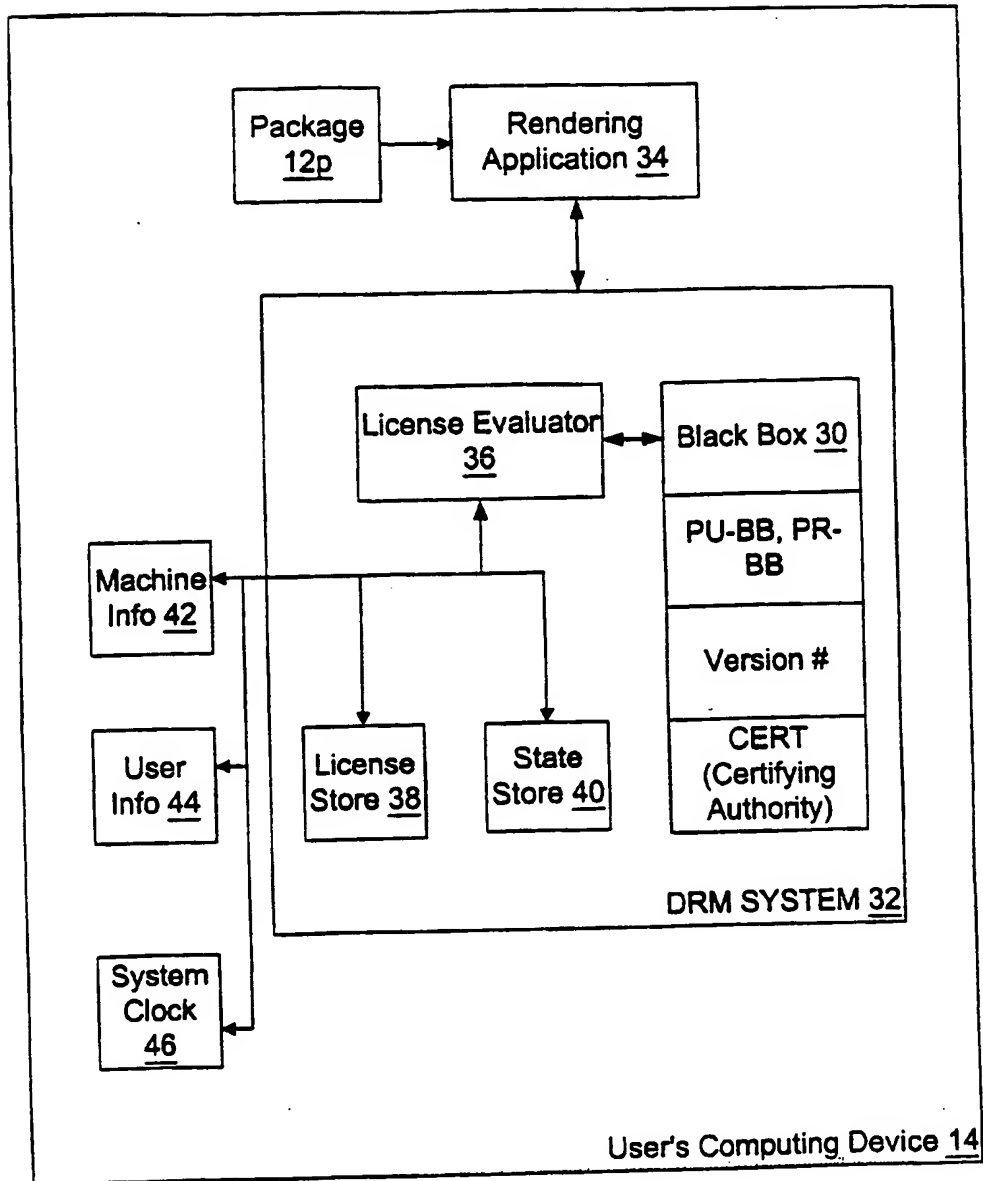 Package
12p
Rendering
Application 34
License Evaluator
36
Black Box 30
PU-BB, PR-
BB
Version #
CERT
(Certifying
Authority)
Machine
Info 42
User
Info 44
License
Store 38
State
Store 40
DRM SYSTEM 32
System
Clock
46
User's Computing Device 14